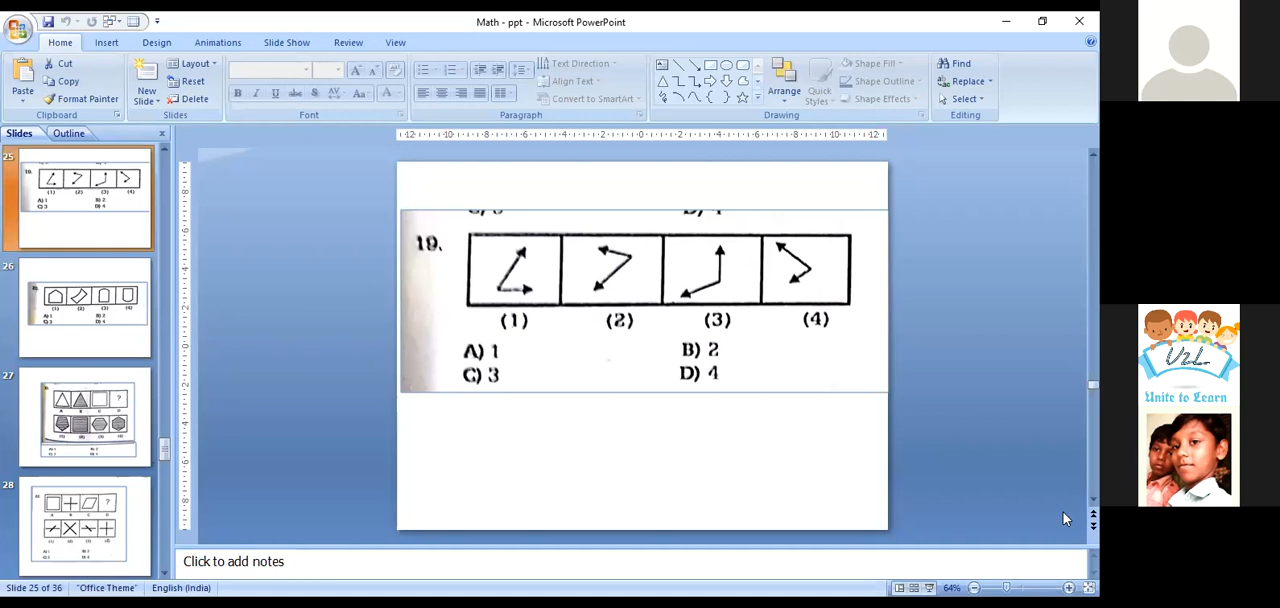 Math - ppt - Microsoft PowerPoint
Home Insert Design Animations Slide Show Review View
Paste Cut Copy Format Painter Clipboard
New Slide Layout Reset Delete Slides
B I U abc AV Aa A Font
Text Direction Align Text Convert to SmartArt Paragraph
Arrange Quick Styles Shape Fill Shape Outline Shape Effects Drawing
Find Replace Select Editing
Slides Outline
25
26
27
28
19.
(1) (2) (3) (4)
A) 1 B) 2
C) 3 D) 4
Unite to Learn
Click to add notes
Slide 25 of 36 "Office Theme" English (India) 64%